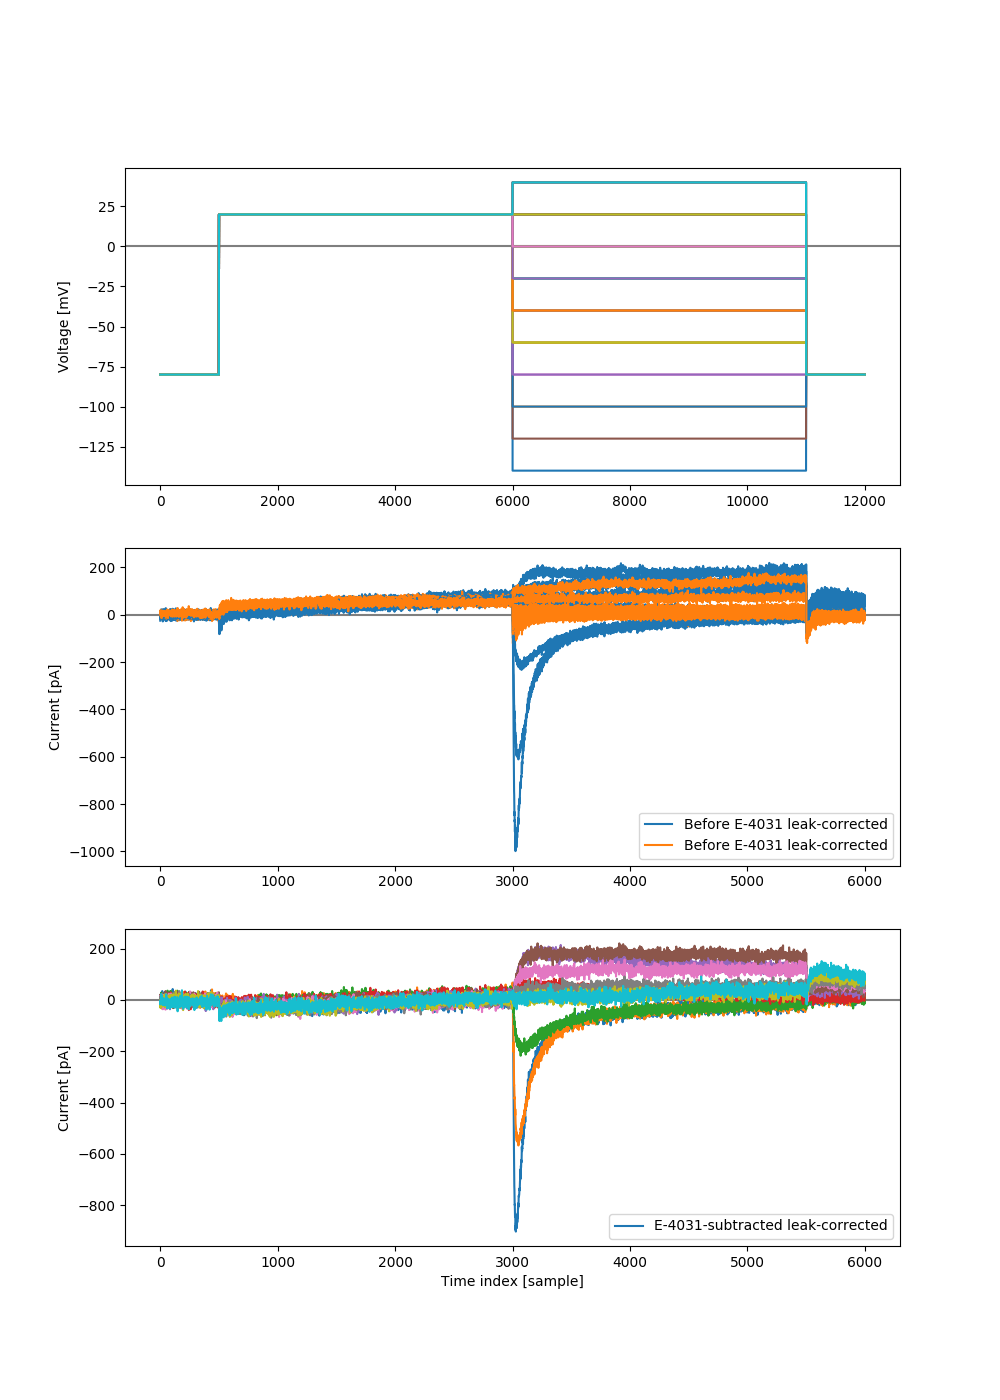 25
0
−25
−50
−75
−100
−125
Voltage [mV]
0 2000 4000 6000 8000 10000 12000
200
0
−200
−400
−600
−800
−1000
Current [pA]
Before E-4031 leak-corrected
Before E-4031 leak-corrected
0 1000 2000 3000 4000 5000 6000
200
0
−200
−400
−600
−800
Current [pA]
E-4031-subtracted leak-corrected
0 1000 2000 3000 4000 5000 6000
Time index [sample]